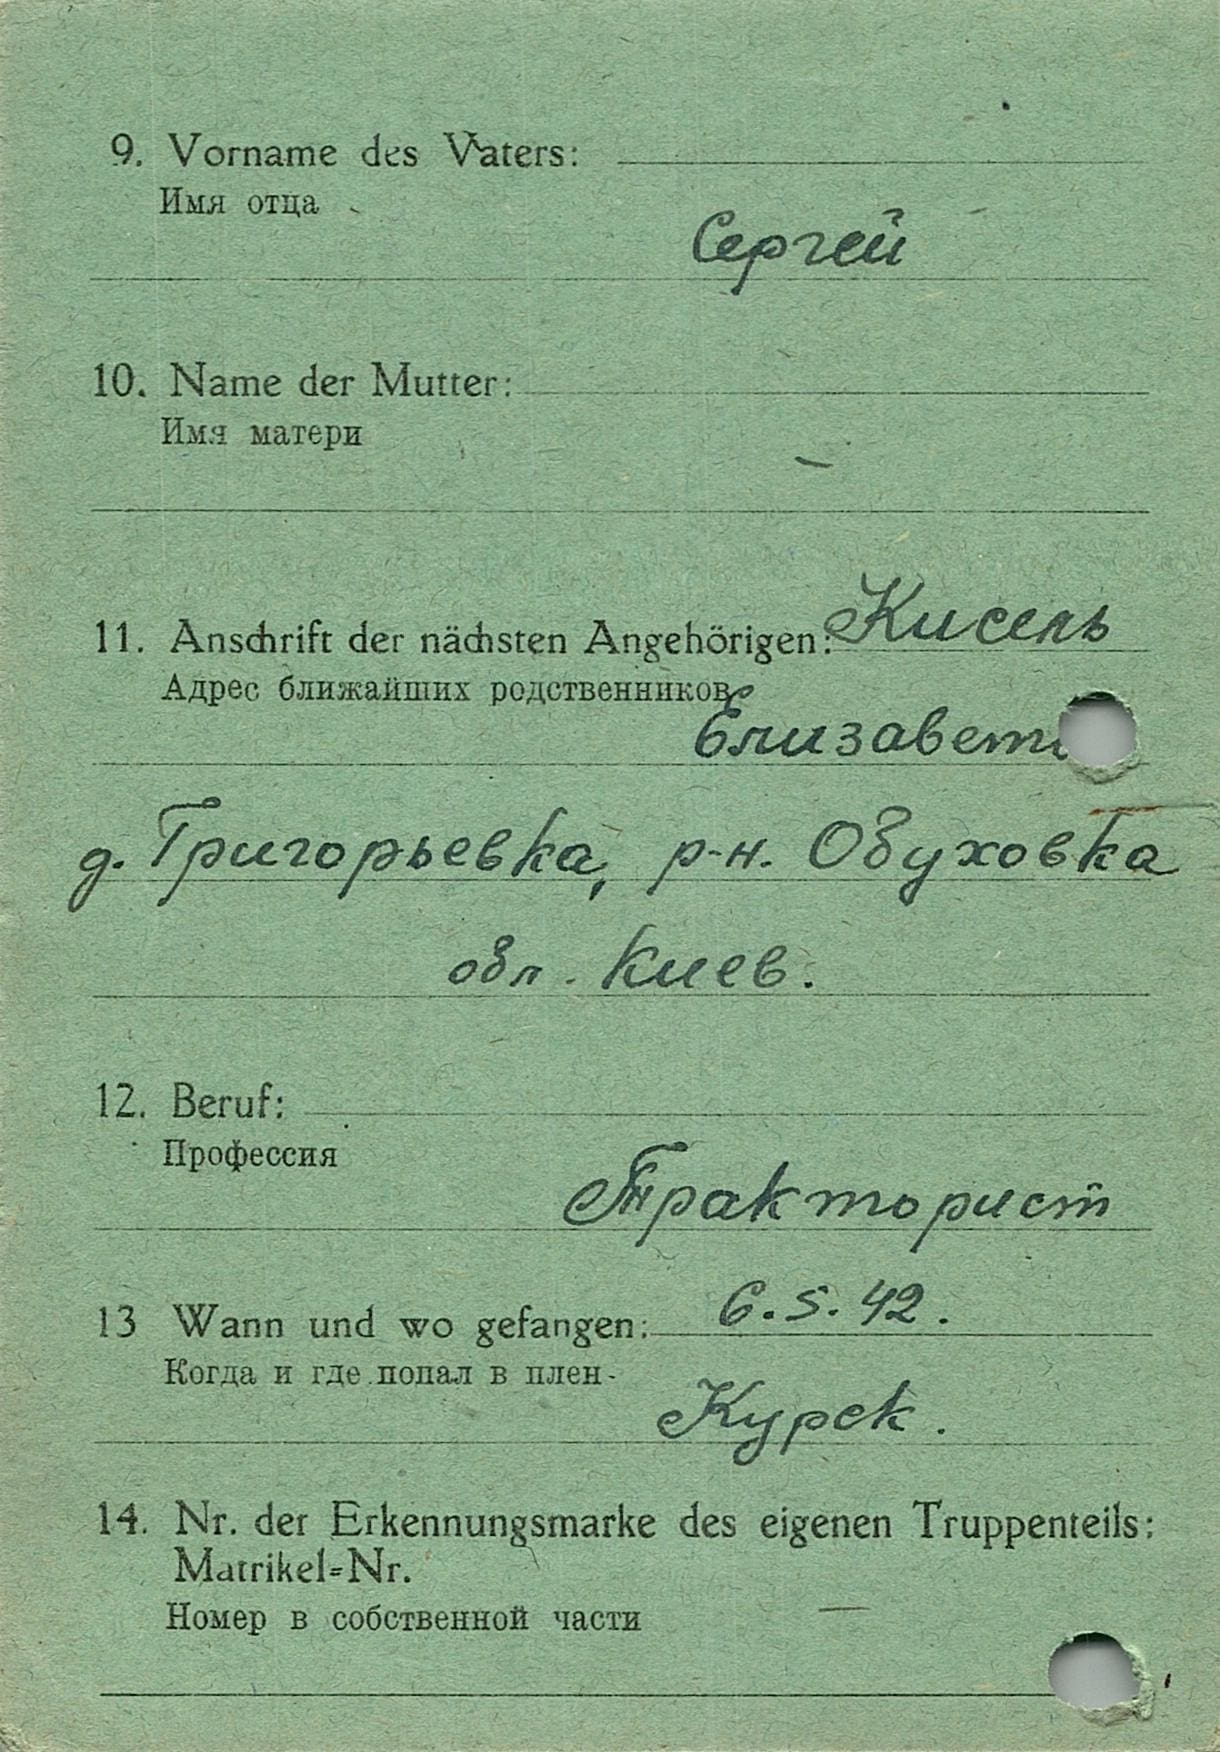 9. Vorname des Vaters:
Имя отца
Сергей
10. Name der Mutter:
Имя матери
—
11. Anschrift der nächsten Angehörigen: Кисель
Адрес ближайших родственников
Елизавета
д. Григорьевка, р-н. Обуховка
обл. Киев.
12. Beruf:
Профессия
Тракторист
13 Wann und wo gefangen: 6.5.42.
Когда и где попал в плен
Курск.
14. Nr. der Erkennungsmarke des eigenen Truppenteils:
Matrikel=Nr.
Номер в собственной части —